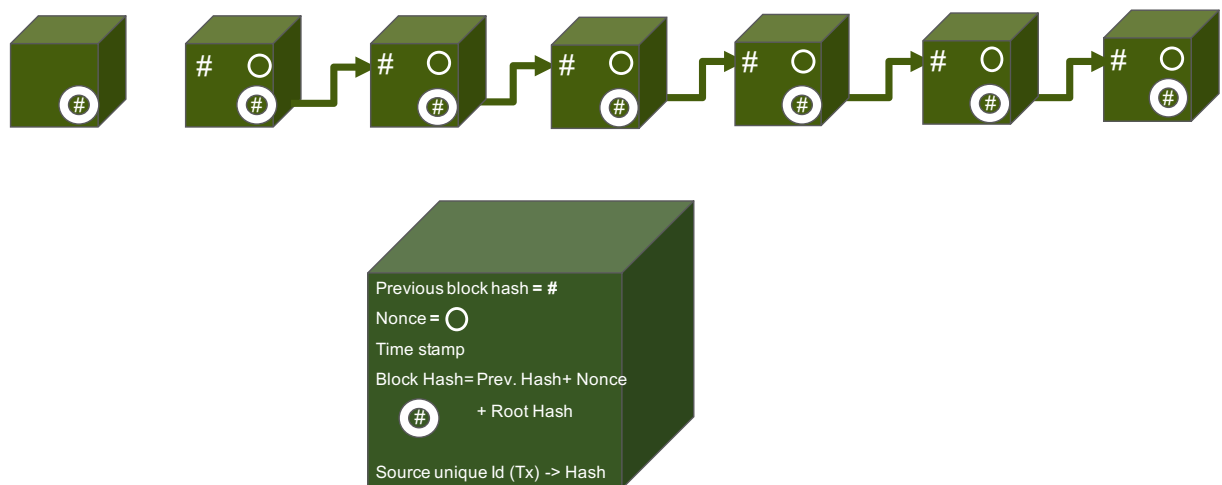 #
# #
# #
# #
# #
# #
# #
Previous block hash = #
Nonce =
Time stamp
Block Hash= Prev. Hash+ Nonce
# + Root Hash
Source unique Id (Tx) -> Hash